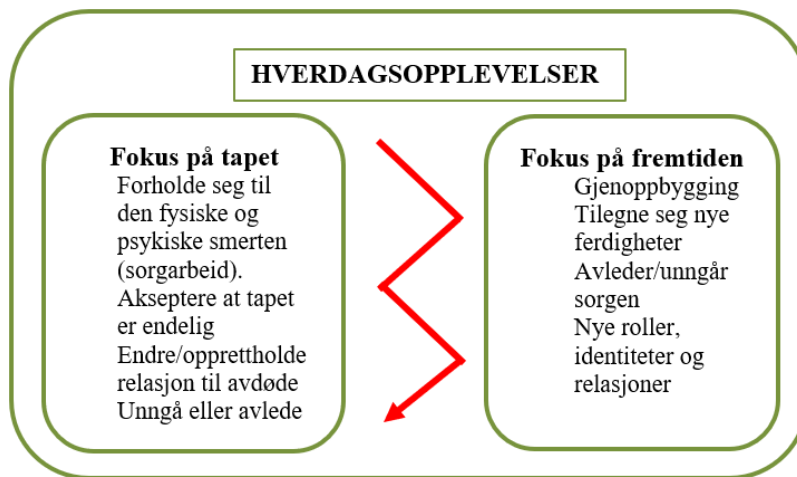 HVERDAGSOPPLEVELSER
Fokus på tapet
Forholde seg til
den fysiske og
psykiske smerten
(sorgarbeid).
Akseptere at tapet
er endelig
Endre/opprettholde
relasjon til avdøde
Unngå eller avlede
Fokus på fremtiden
Gjenoppbygging
Tilegne seg nye
ferdigheter
Avleder/unngår
sorgen
Nye roller,
identiteter og
relasjoner